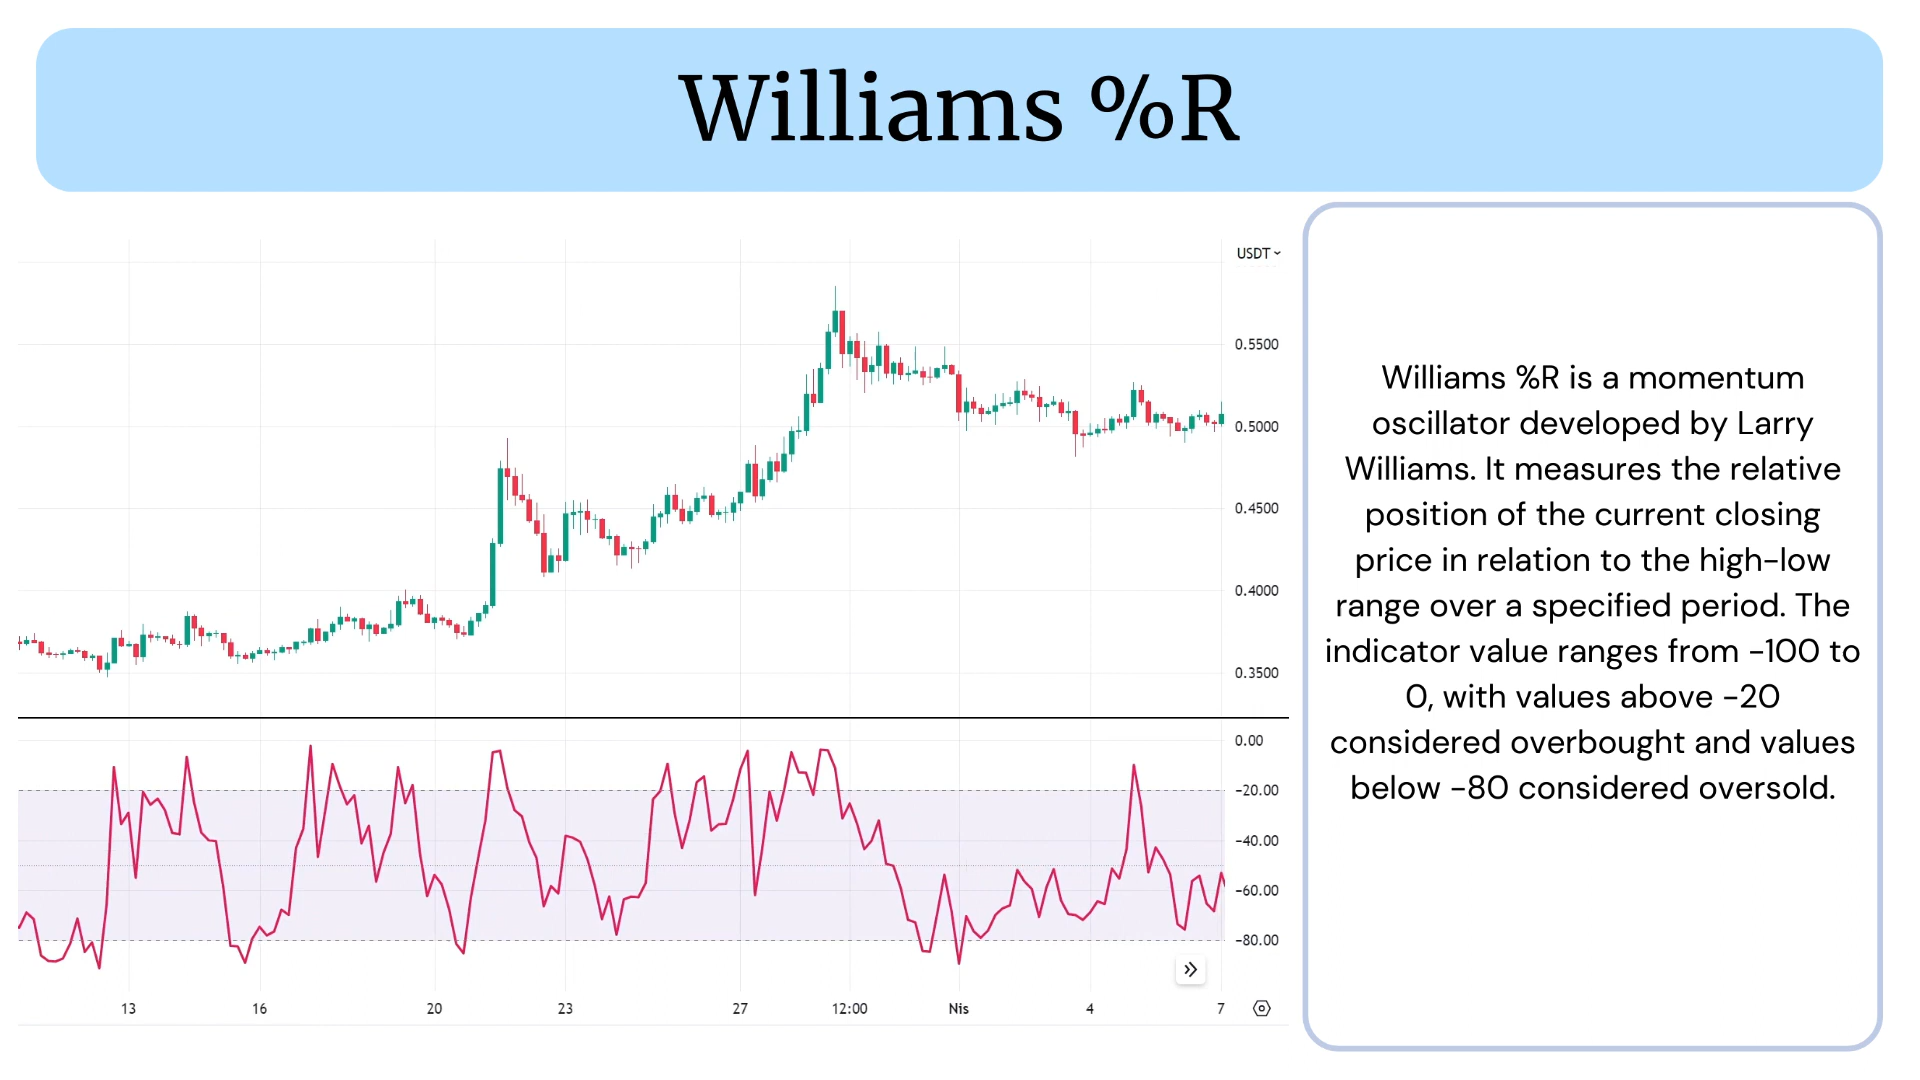 Williams %R
USDT
0.5500
0.5000
0.4500
0.4000
0.3500
0.00
-20.00
-40.00
-60.00
-80.00
13 16 20 23 27 12:00 Nis 4 7
Williams %R is a momentum
oscillator developed by Larry
Williams. It measures the relative
position of the current closing
price in relation to the high-low
range over a specified period. The
indicator value ranges from -100 to
0, with values above -20
considered overbought and values
below -80 considered oversold.